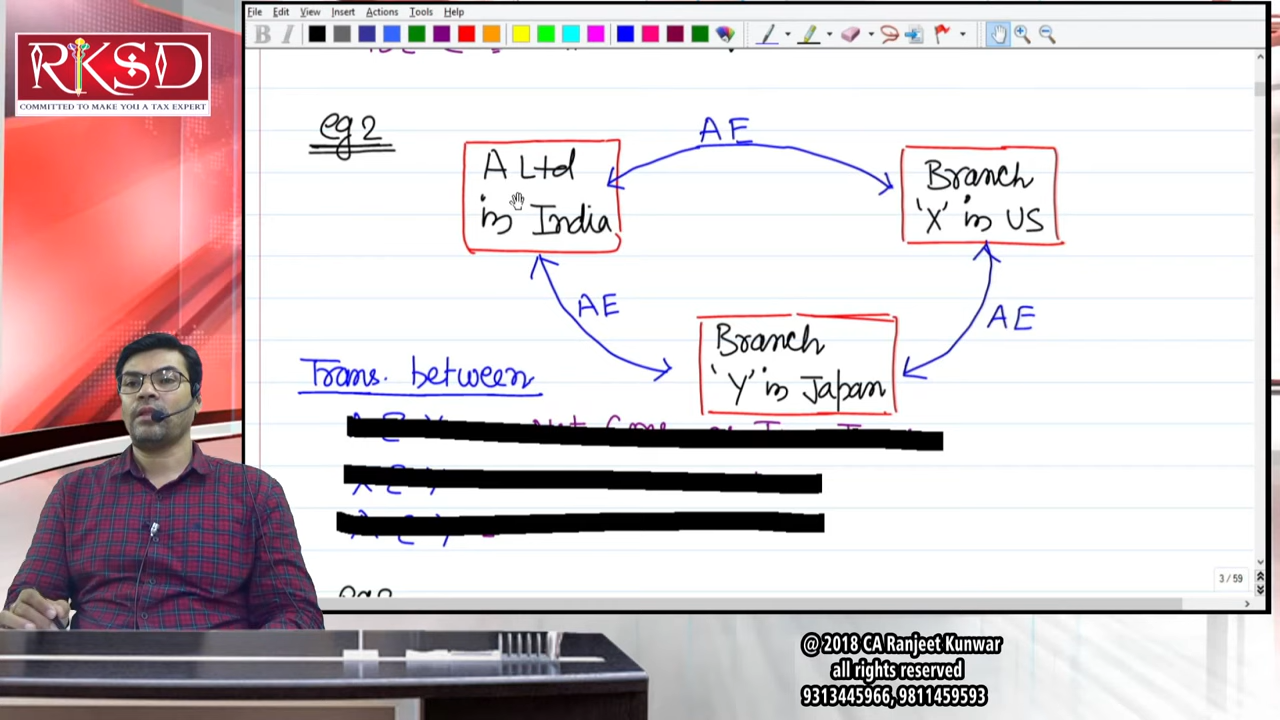 File Edit View Insert Actions Tools Help
B I
RKSD
COMMITTED TO MAKE YOU A TAX EXPERT
eg 2
AE
A Ltd
in India
Branch
'X' in US
AE
AE
Branch
'Y' in Japan
Trans. between
3 / 59
@ 2018 CA Ranjeet Kunwar
all rights reserved
9313445966, 9811459593